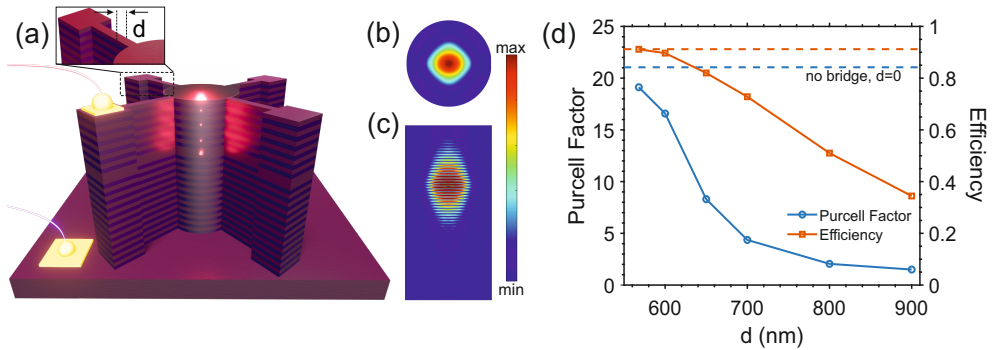 (a)
d
(b)
(c)
max
min
(d)
Purcell Factor
25
20
15
10
5
0
no bridge, d=0
Purcell Factor
Efficiency
1
0.8
0.6
0.4
0.2
0
Efficiency
600
700
800
900
d (nm)